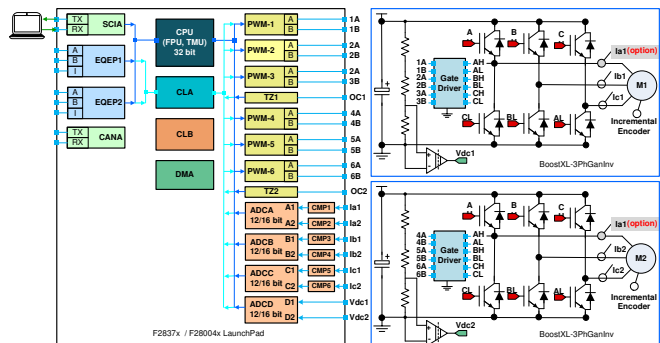 TX
RX
SCIA
A
B
I
EQEP1
A
B
I
EQEP2
TX
RX
CANA
CPU
(FPU, TMU)
32 bit
CLA
CLB
DMA
PWM-1
A
B
1A
1B
PWM-2
A
B
2A
2B
PWM-3
A
B
2A
3B
TZ1
OC1
PWM-4
A
B
4A
4B
PWM-5
A
B
5A
5B
PWM-6
A
B
6A
6B
TZ2
OC2
ADCA
12/16 bit
A1
A2
CMP1
CMP2
Ia1
Ia2
ADCB
12/16 bit
B1
B2
CMP3
CMP4
Ib1
Ib2
ADCC
12/16 bit
C1
C2
CMP5
CMP6
Ic1
Ic2
ADCD
12/16 bit
D1
D2
Vdc1
Vdc2
F2837x / F28004x LaunchPad
1A
1B
2A
2B
3A
3B
Gate
Driver
AH
AL
BH
BL
CH
CL
A
B
C
CL
BL
AL
Ia1(option)
Ib1
Ic1
M1
Incremental
Encoder
Vdc1
BoostXL-3PhGanInv
4A
4B
5A
5B
6A
6B
Gate
Driver
AH
AL
BH
BL
CH
CL
A
B
C
CL
BL
AL
Ia1(option)
Ib2
Ic2
M2
Incremental
Encoder
Vdc2
BoostXL-3PhGanInv